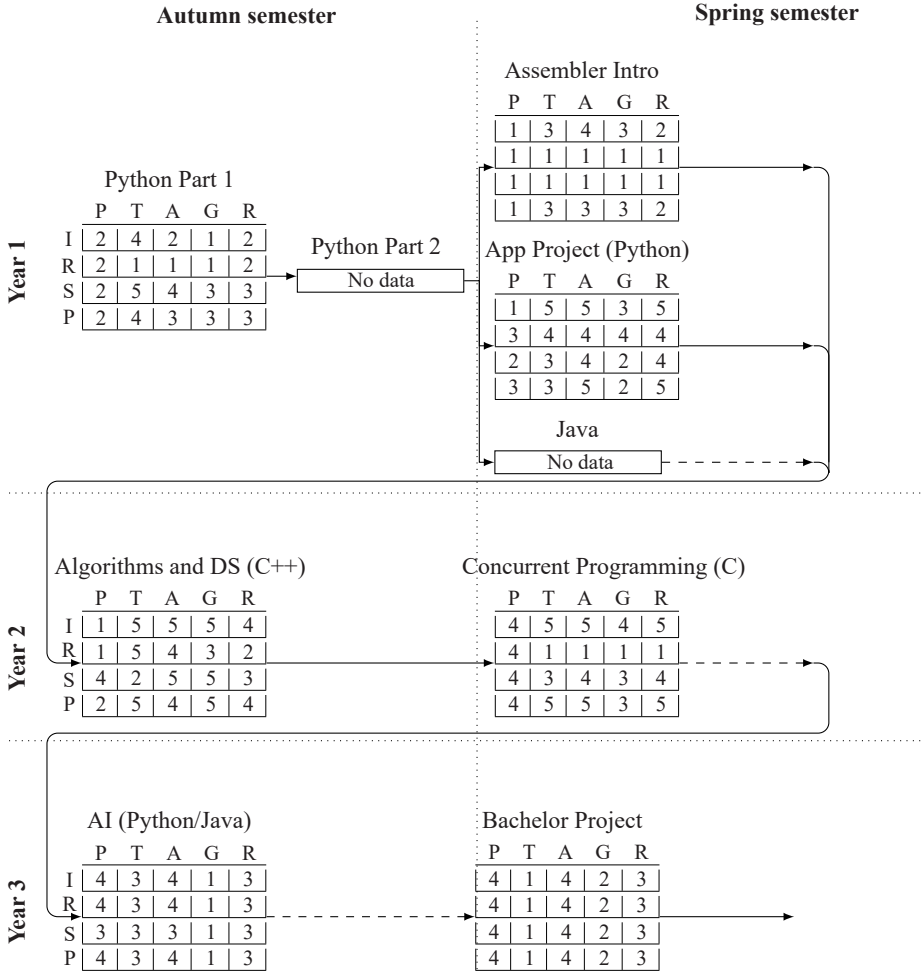 Autumn semester
Spring semester
Year 1
Python Part 1
P T A G R
I 2 4 2 1 2
R 2 1 1 1 2
S 2 5 4 3 3
P 2 4 3 3 3
Python Part 2
No data
Assembler Intro
P T A G R
1 3 4 3 2
1 1 1 1 1
1 1 1 1 1
1 3 3 3 2
App Project (Python)
P T A G R
1 5 5 3 5
3 4 4 4 4
2 3 4 2 4
3 3 5 2 5
Java
No data
Year 2
Algorithms and DS (C++)
P T A G R
I 1 5 5 5 4
R 1 5 4 3 2
S 4 2 5 5 3
P 2 5 4 5 4
Concurrent Programming (C)
P T A G R
4 5 5 4 5
4 1 1 1 1
4 3 4 3 4
4 5 5 3 5
Year 3
AI (Python/Java)
P T A G R
I 4 3 4 1 3
R 4 3 4 1 3
S 3 3 3 1 3
P 4 3 4 1 3
Bachelor Project
P T A G R
4 1 4 2 3
4 1 4 2 3
4 1 4 2 3
4 1 4 2 3